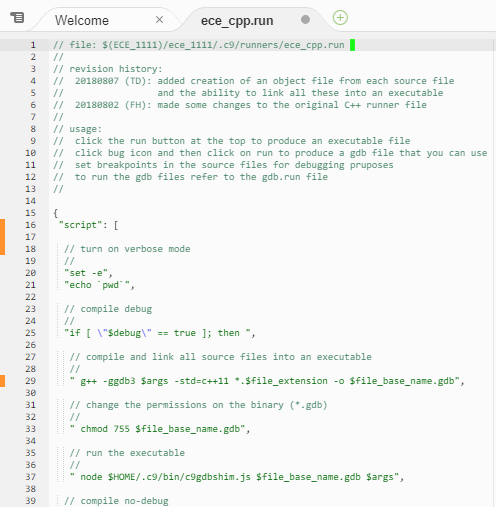 Welcome × ece_cpp.run
1 // file: $(ECE_1111)/ece_1111/.c9/runners/ece_cpp.run
2 //
3 // revision history:
4 //  20180807 (TD): added creation of an object file from each source file
5 //                 and the ability to link all these into an executable
6 //  20180802 (FH): made some changes to the original C++ runner file
7 //
8 // usage:
9 //  click the run button at the top to produce an executable file
10 //  click bug icon and then click on run to produce a gdb file that you can use
11 //  set breakpoints in the source files for debugging pruposes
12 //  to run the gdb files refer to the gdb.run file
13 //
14
15 {
16  "script": [
17
18   // turn on verbose mode
19   //
20   "set -e",
21   "echo `pwd`",
22
23   // compile debug
24   //
25   "if [ \"$debug\" == true ]; then ",
26
27    // compile and link all source files into an executable
28    //
29    " g++ -ggdb3 $args -std=c++11 *.$file_extension -o $file_base_name.gdb",
30
31    // change the permissions on the binary (*.gdb)
32    //
33    " chmod 755 $file_base_name.gdb",
34
35    // run the executable
36    //
37    " node $HOME/.c9/bin/c9gdbshim.js $file_base_name.gdb $args",
38
39   // compile no-debug